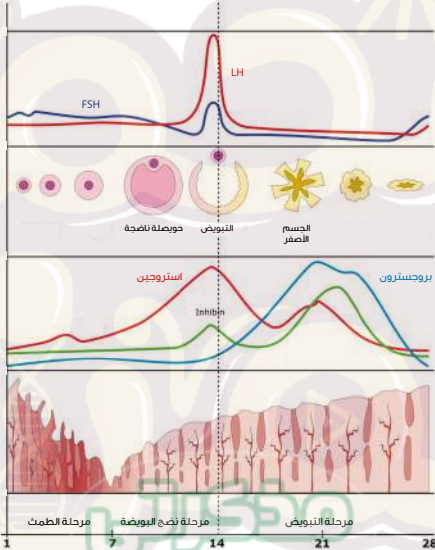 LH
FSH
حويصلة ناضجة
التبويض
الجسم
الأصفر
استروجين
بروجسترون
Inhibin
مرحلة الطمث
مرحلة نضج البويضة
مرحلة التبويض
1
7
14
21
28